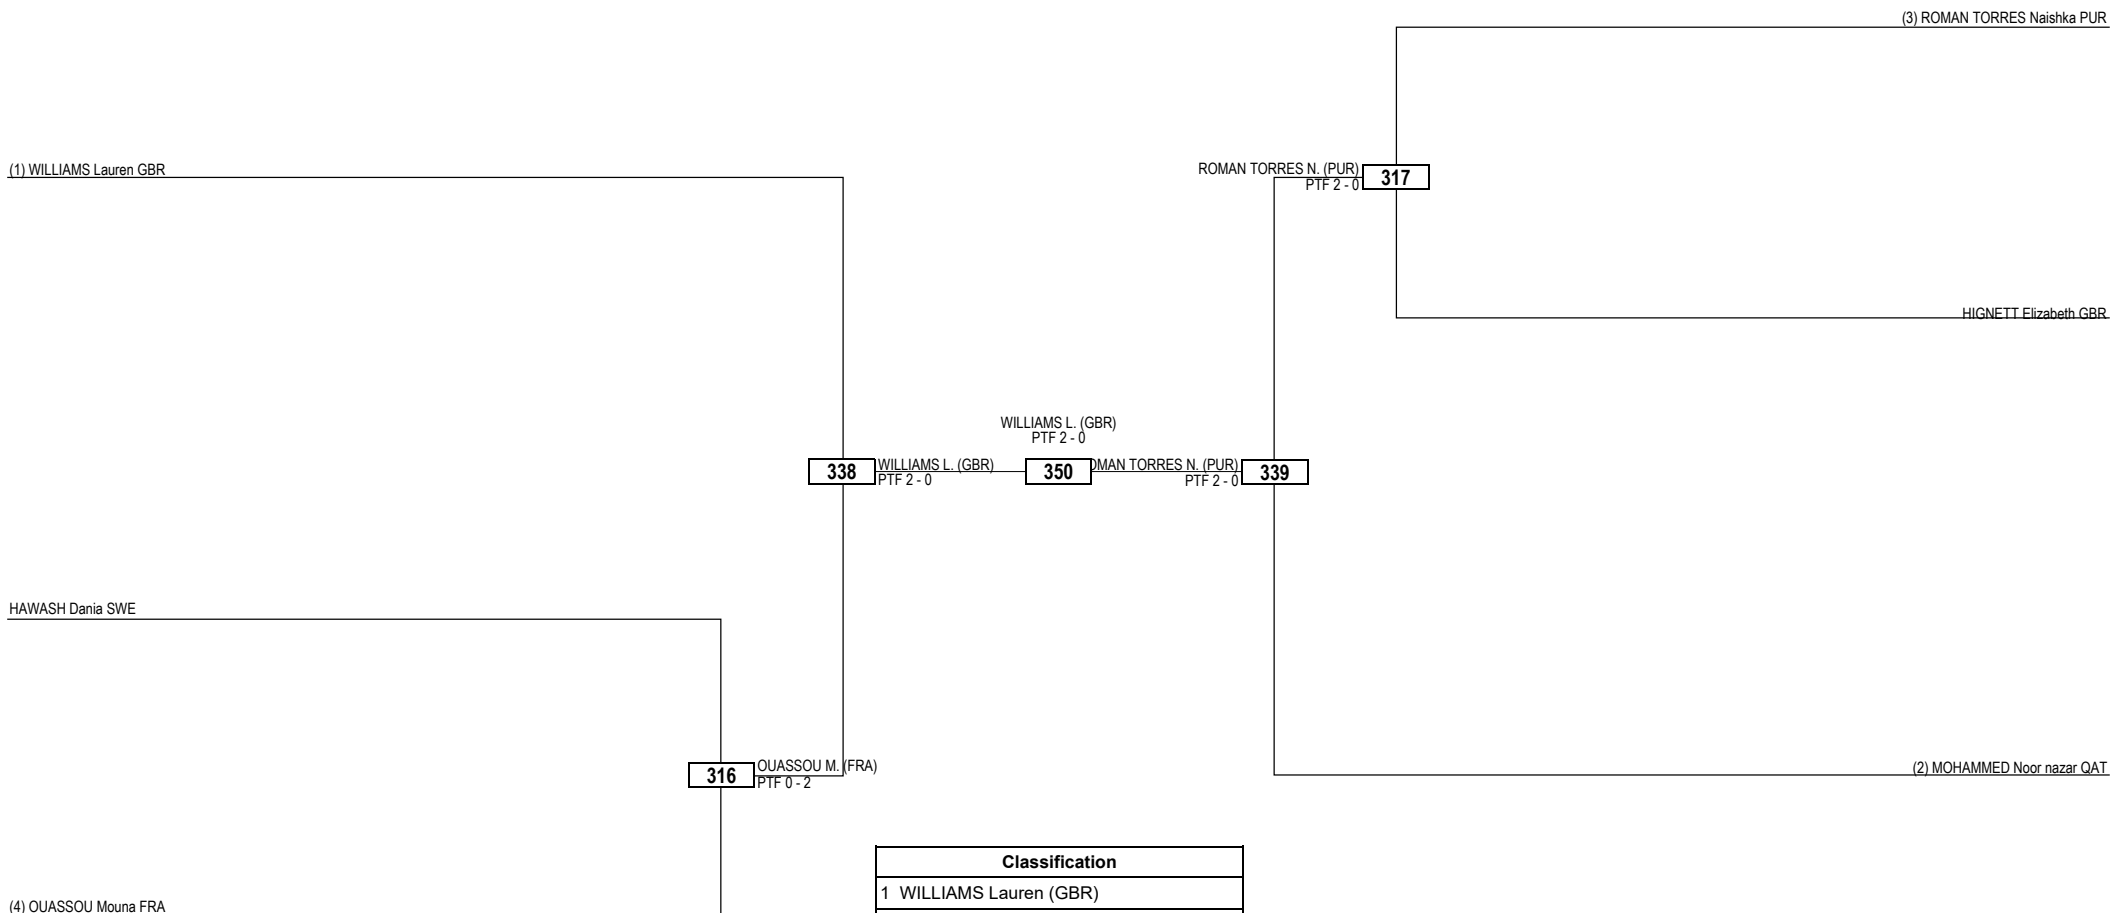 (3) ROMAN TORRES Naishka PUR
(1) WILLIAMS Lauren GBR
ROMAN TORRES N. (PUR)
PTF 2 - 0
317
HIGNETT Elizabeth GBR
WILLIAMS L. (GBR)
PTF 2 - 0
338
WILLIAMS L. (GBR)
PTF 2 - 0
350
OMAN TORRES N. (PUR)
PTF 2 - 0
339
HAWASH Dania SWE
316
OUASSOU M. (FRA)
PTF 0 - 2
(2) MOHAMMED Noor nazar QAT
Classification
1 WILLIAMS Lauren (GBR)
(4) OUASSOU Mouna FRA